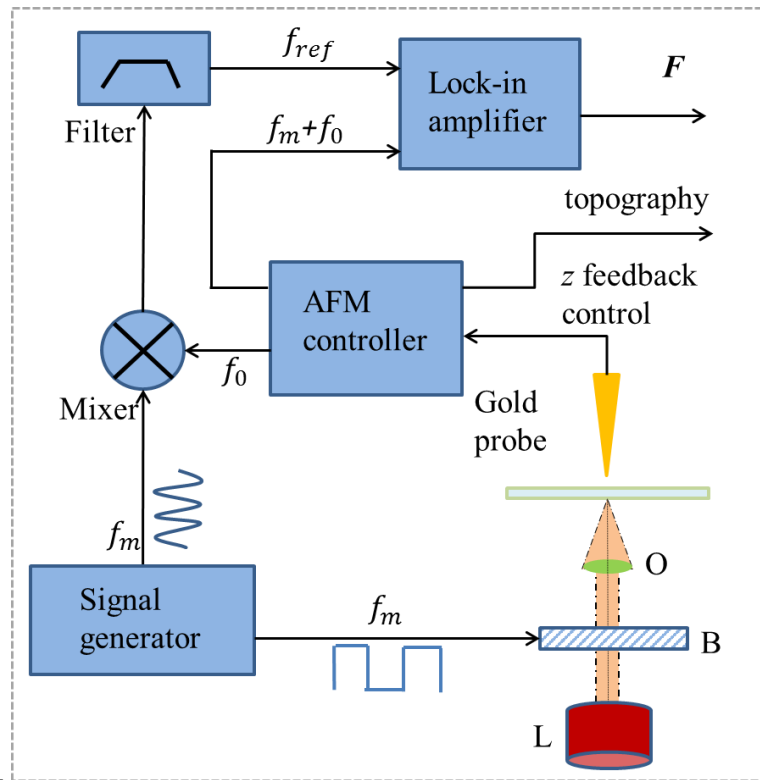 f_ref
Lock-in
amplifier
F
Filter
f_m+f_0
topography
AFM
controller
z feedback
control
f_0
Mixer
Gold
probe
f_m
O
Signal
generator
f_m
B
L